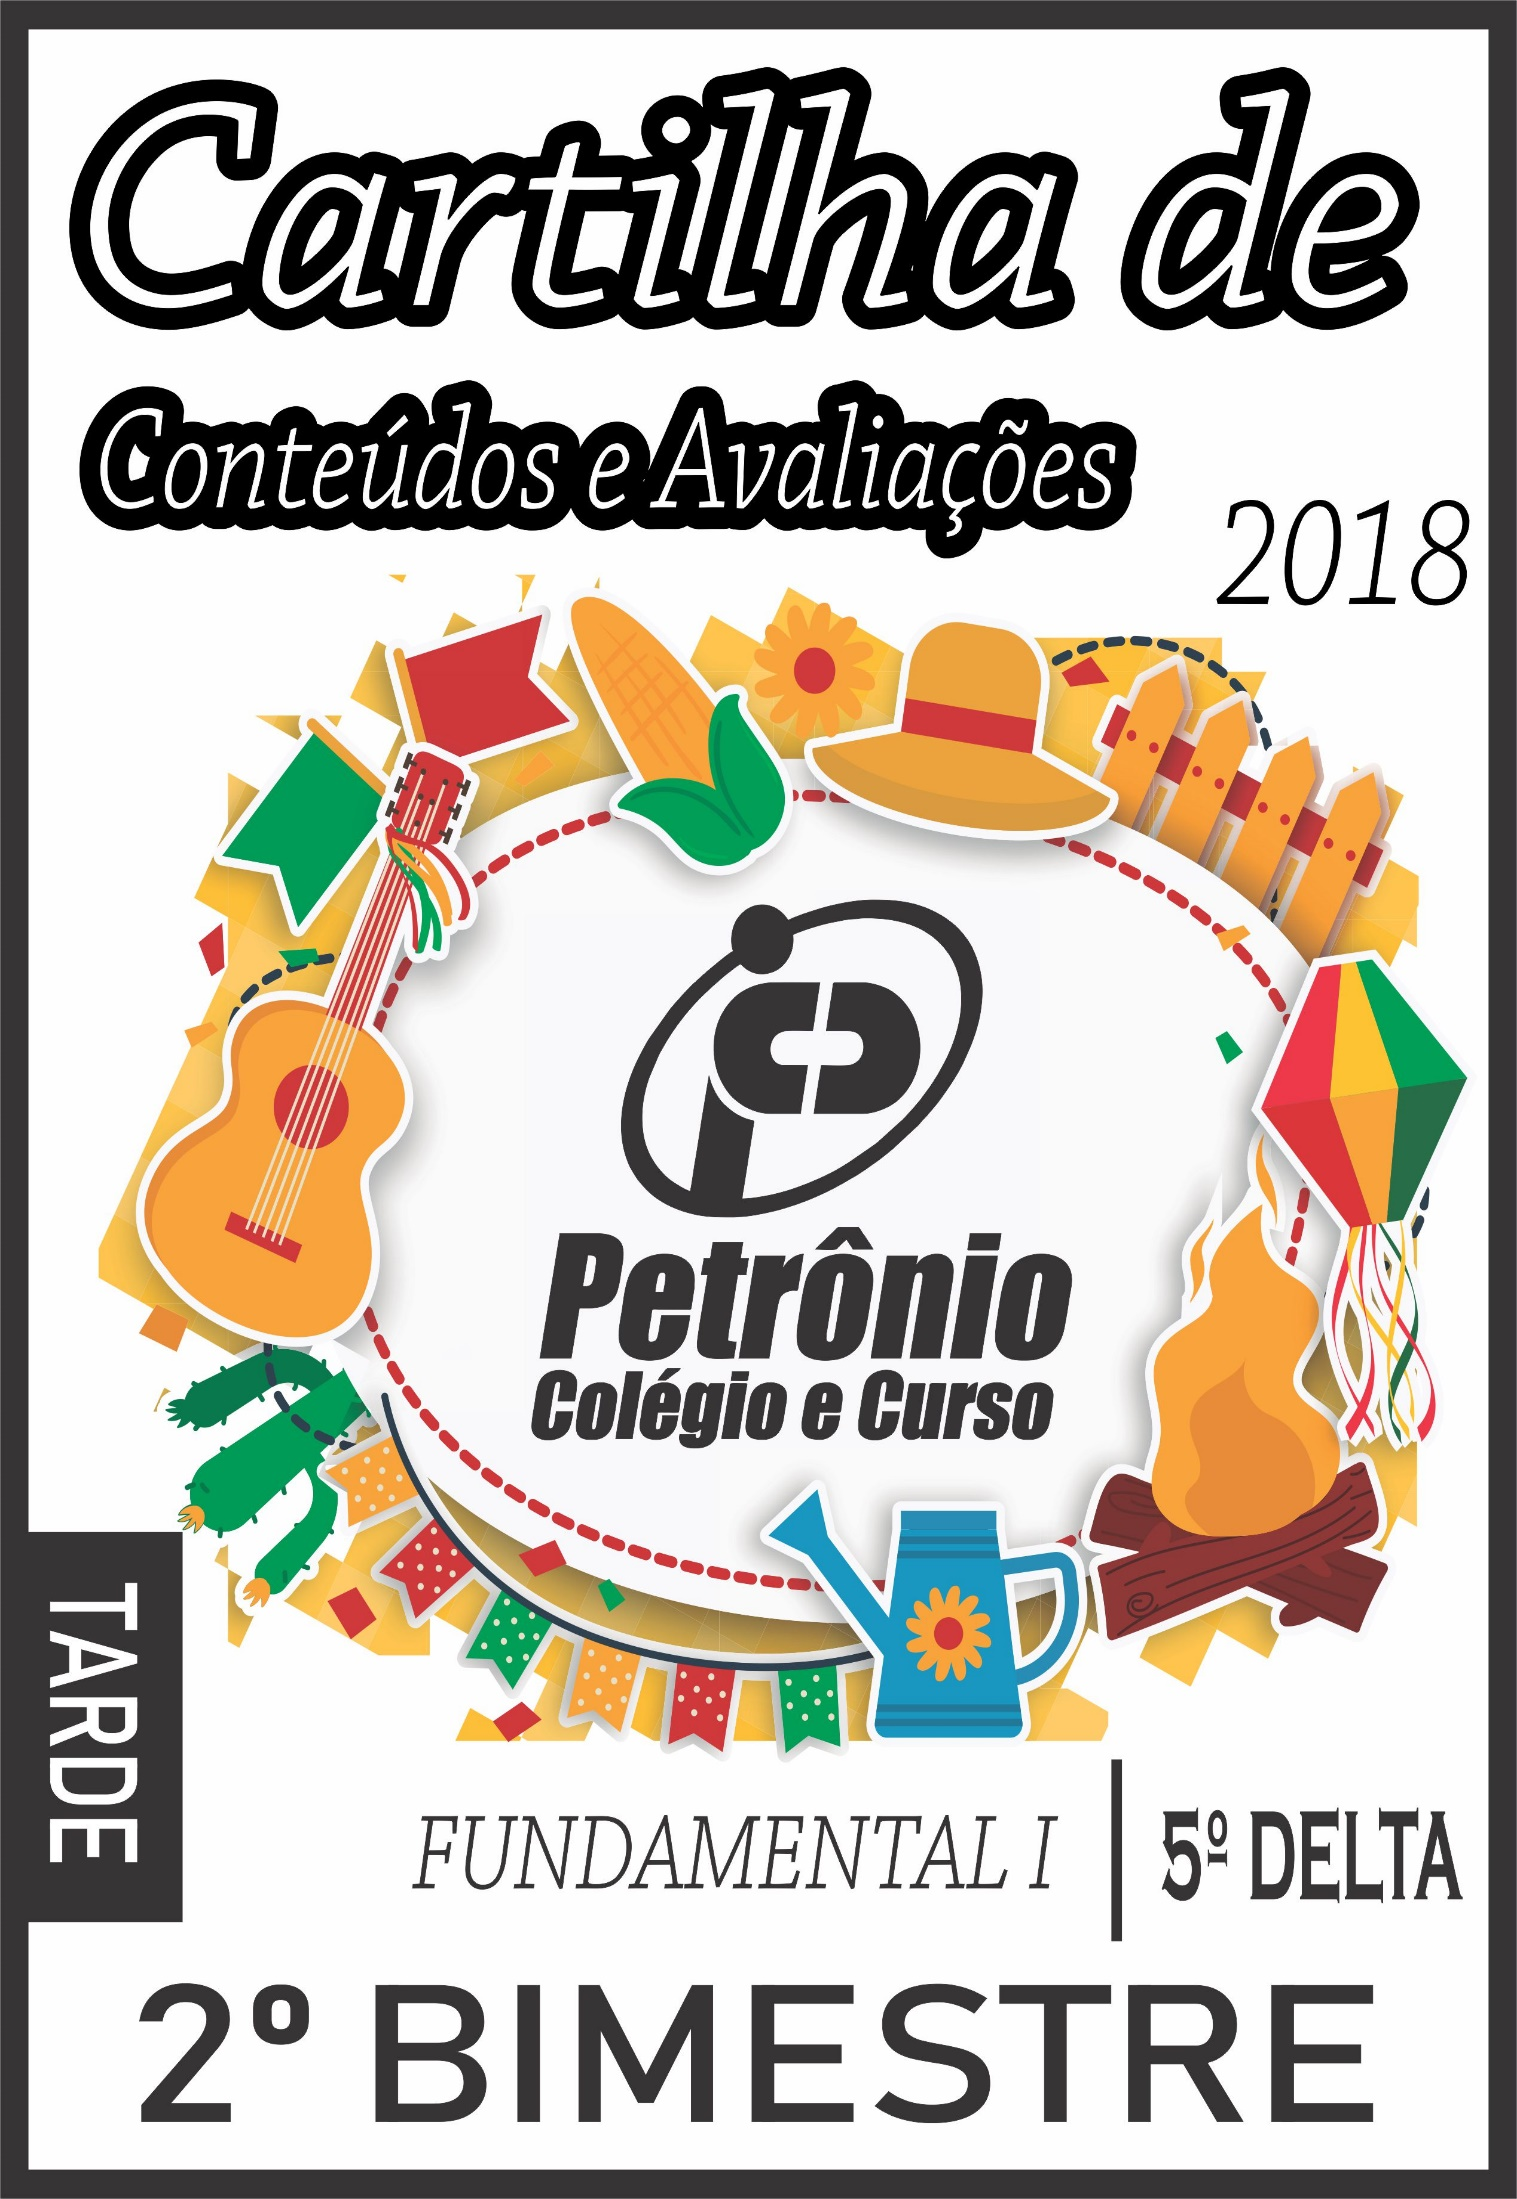 Cartilha de
Conteúdos e Avaliações
2018
Petrônio
Colégio e Curso
TARDE
FUNDAMENTAL I
5º DELTA
2º BIMESTRE